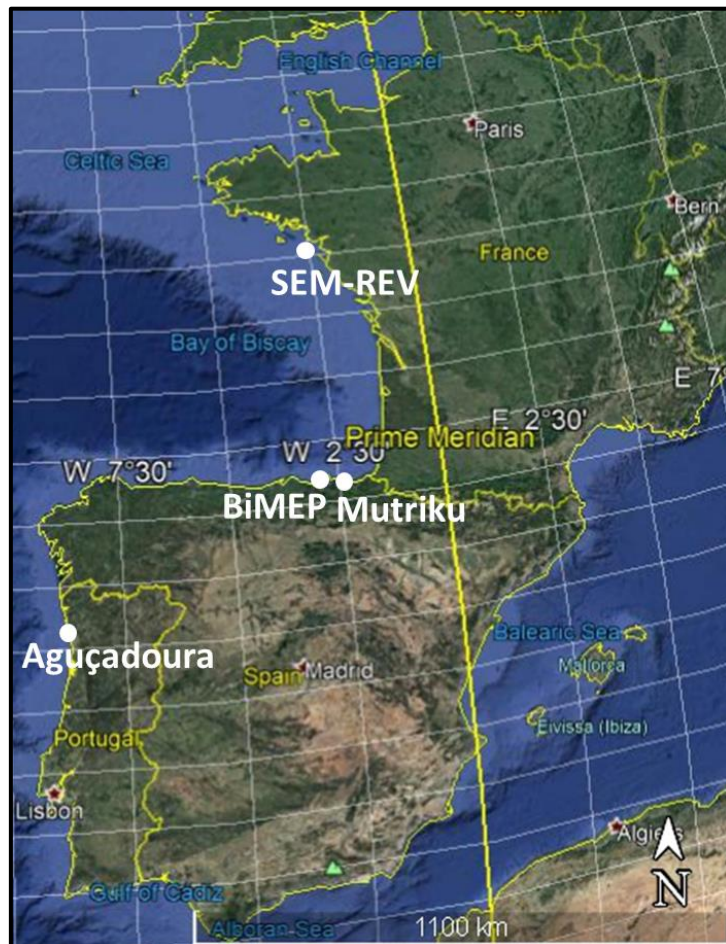 Belgium
English Channel
Paris
Celtic Sea
Bern
France
SEM-REV
Bay of Biscay
E 7°
E 2°30'
Prime Meridian
W 2°30'
W 7°30'
BiMEP
Mutriku
Balearic Sea
Aguçadoura
Mallorca
Spain
Madrid
Eivissa (Ibiza)
Portugal
Lisbon
Algiers
N
Gulf of Cádiz
Alboran Sea
1100 km